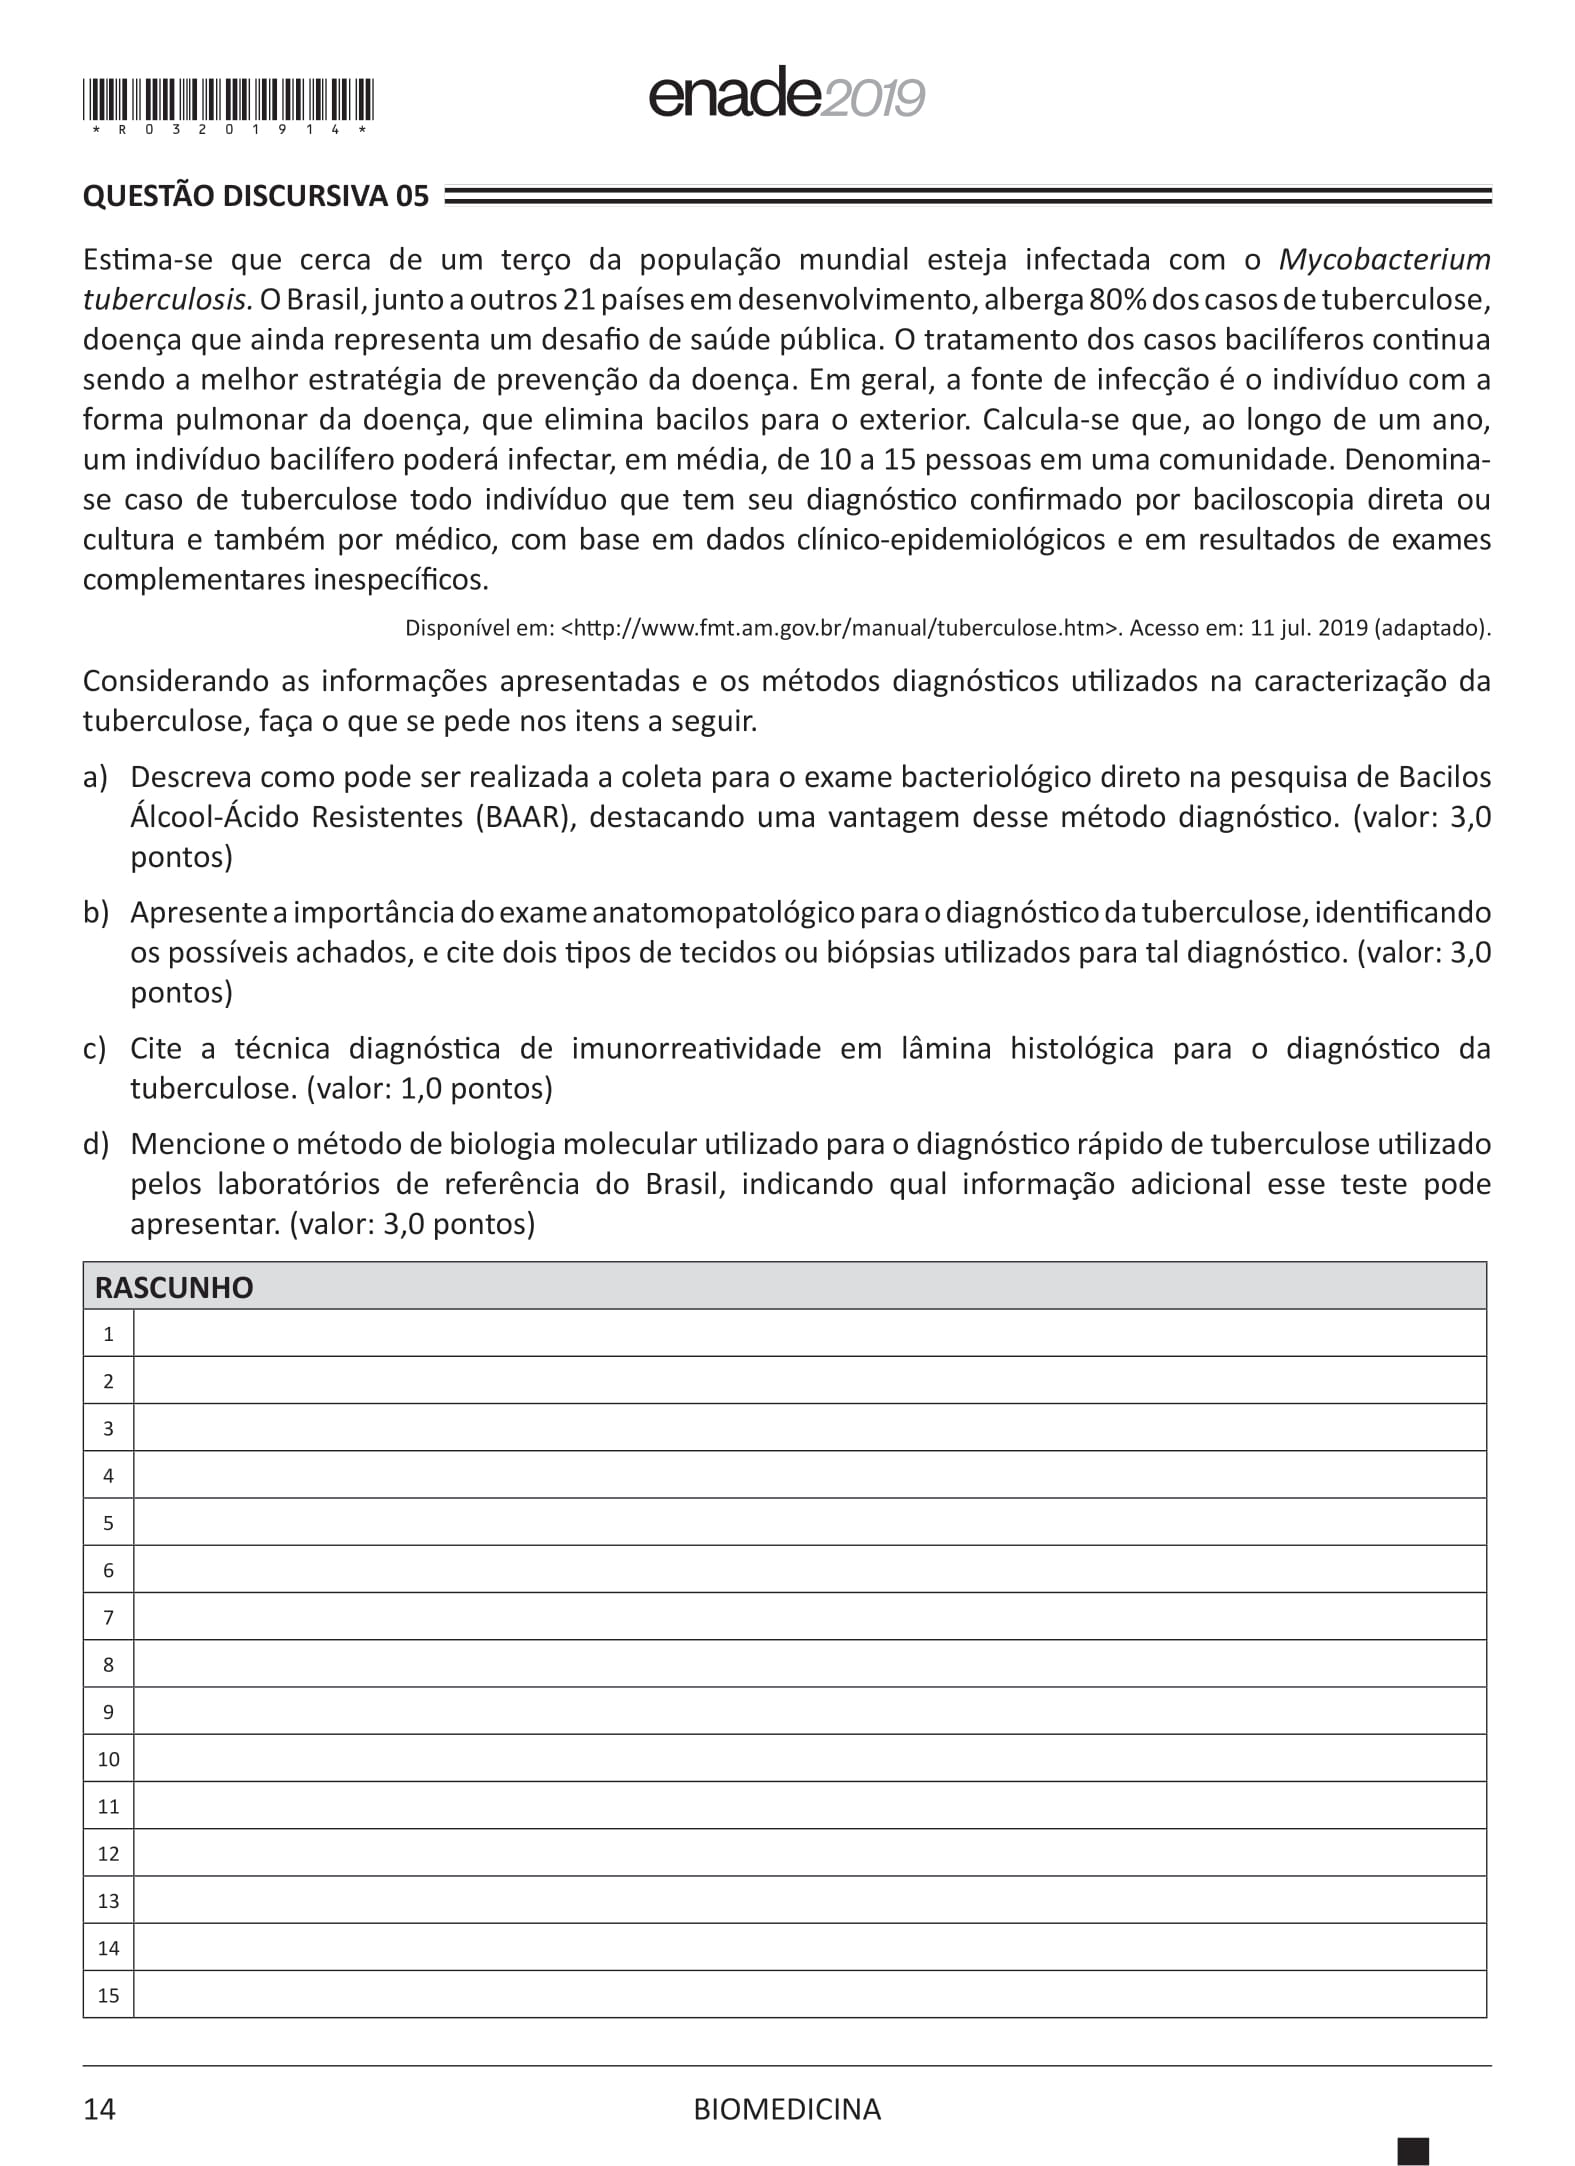 *R03201914*
enade2019
QUESTÃO DISCURSIVA 05
Estima-se que cerca de um terço da população mundial esteja infectada com o Mycobacterium
tuberculosis. O Brasil, junto a outros 21 países em desenvolvimento, alberga 80% dos casos de tuberculose,
doença que ainda representa um desafio de saúde pública. O tratamento dos casos bacilíferos continua
sendo a melhor estratégia de prevenção da doença. Em geral, a fonte de infecção é o indivíduo com a
forma pulmonar da doença, que elimina bacilos para o exterior. Calcula-se que, ao longo de um ano,
um indivíduo bacilífero poderá infectar, em média, de 10 a 15 pessoas em uma comunidade. Denomina-
se caso de tuberculose todo indivíduo que tem seu diagnóstico confirmado por baciloscopia direta ou
cultura e também por médico, com base em dados clínico-epidemiológicos e em resultados de exames
complementares inespecíficos.
Disponível em: <http://www.fmt.am.gov.br/manual/tuberculose.htm>. Acesso em: 11 jul. 2019 (adaptado).
Considerando as informações apresentadas e os métodos diagnósticos utilizados na caracterização da
tuberculose, faça o que se pede nos itens a seguir.
a) Descreva como pode ser realizada a coleta para o exame bacteriológico direto na pesquisa de Bacilos
Álcool-Ácido Resistentes (BAAR), destacando uma vantagem desse método diagnóstico. (valor: 3,0
pontos)
b) Apresente a importância do exame anatomopatológico para o diagnóstico da tuberculose, identificando
os possíveis achados, e cite dois tipos de tecidos ou biópsias utilizados para tal diagnóstico. (valor: 3,0
pontos)
c) Cite a técnica diagnóstica de imunorreatividade em lâmina histológica para o diagnóstico da
tuberculose. (valor: 1,0 pontos)
d) Mencione o método de biologia molecular utilizado para o diagnóstico rápido de tuberculose utilizado
pelos laboratórios de referência do Brasil, indicando qual informação adicional esse teste pode
apresentar. (valor: 3,0 pontos)
RASCUNHO
1
2
3
4
5
6
7
8
9
10
11
12
13
14
15
14
BIOMEDICINA